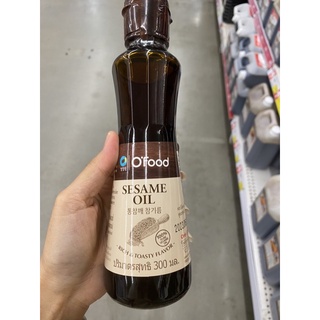 O'Food
SESAME
OIL
통참깨 참기름
RICH & TOASTY FLAVOR
ปริมาตรสุทธิ 300 มล.